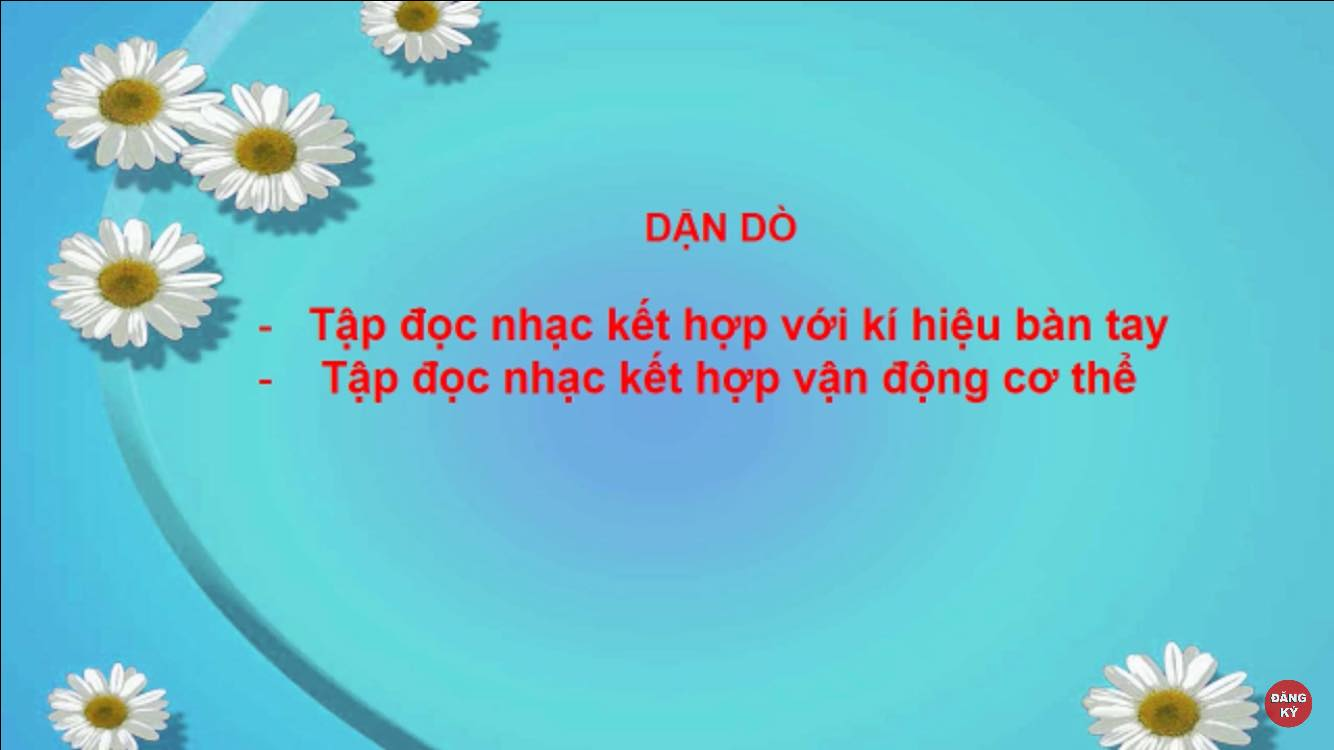 DẶN DÒ
- Tập đọc nhạc kết hợp với kí hiệu bàn tay
- Tập đọc nhạc kết hợp vận động cơ thể
ĐĂNG
KÝ